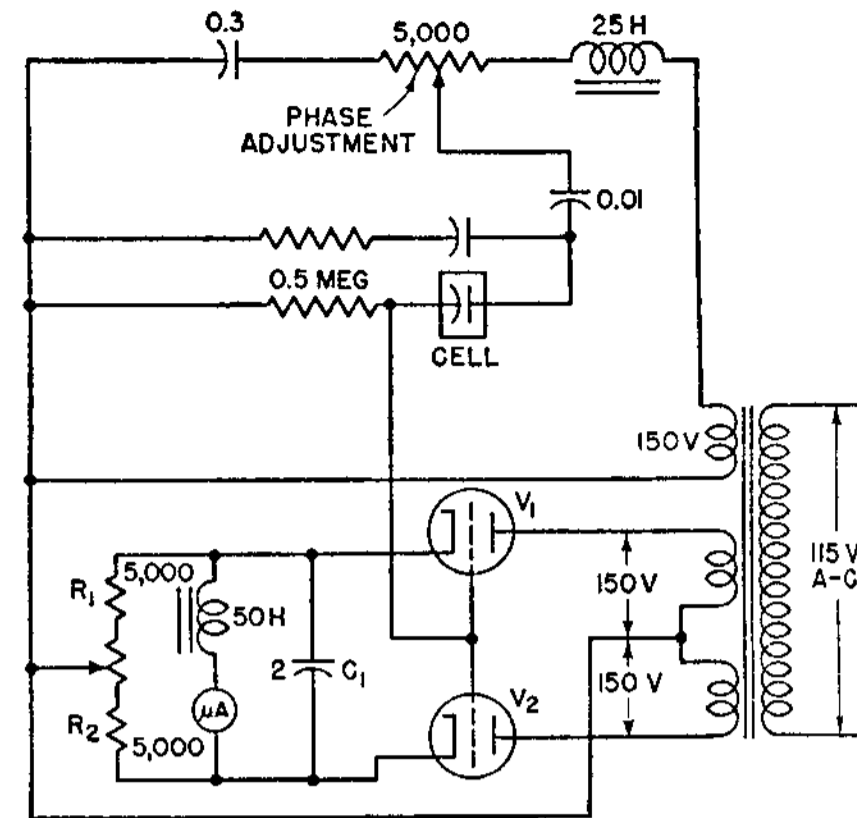 0.3
5,000
25 H
PHASE
ADJUSTMENT
0.01
0.5 MEG
CELL
150 V
V1
115 V
A-C
5,000
R1
50 H
150 V
2
C1
150 V
V2
μA
R2
5,000